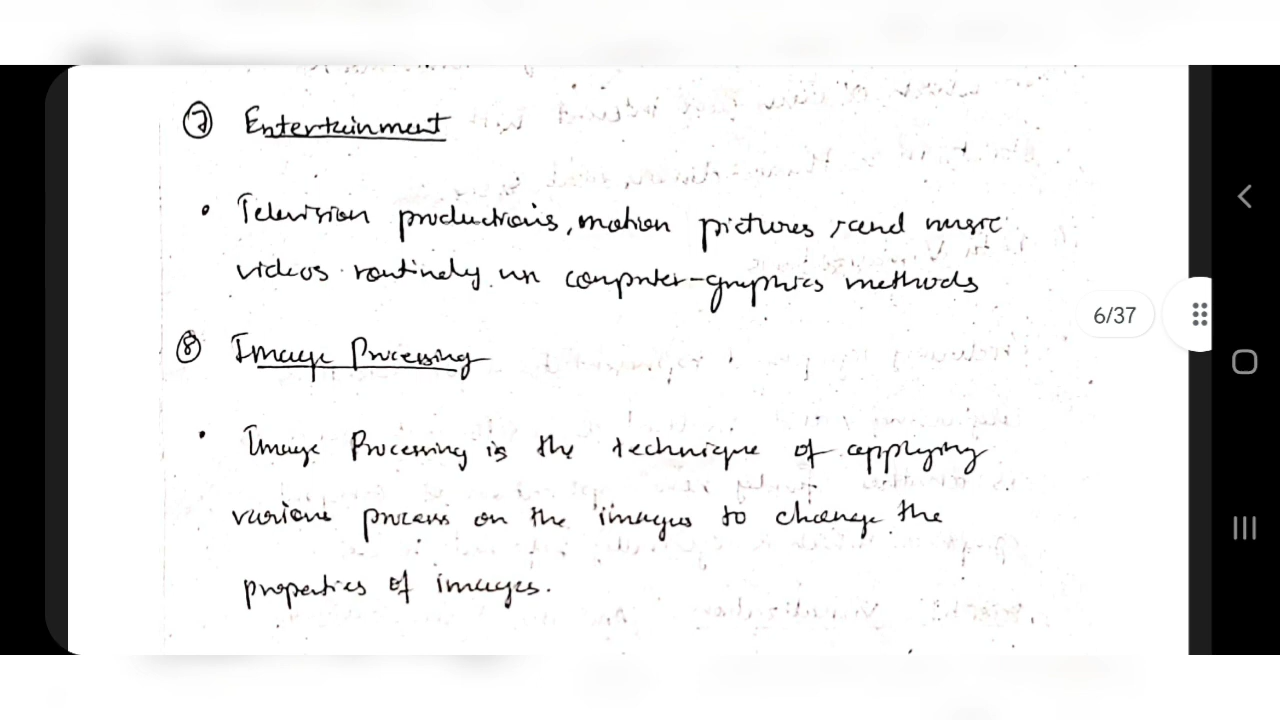 ⑦ Entertainment
• Television productions, motion pictures, and music
videos routinely un computer-graphics methods
6/37
⑧ Image Processing
• Image Processing is the technique of applying
various process on the images to change the
properties of images.